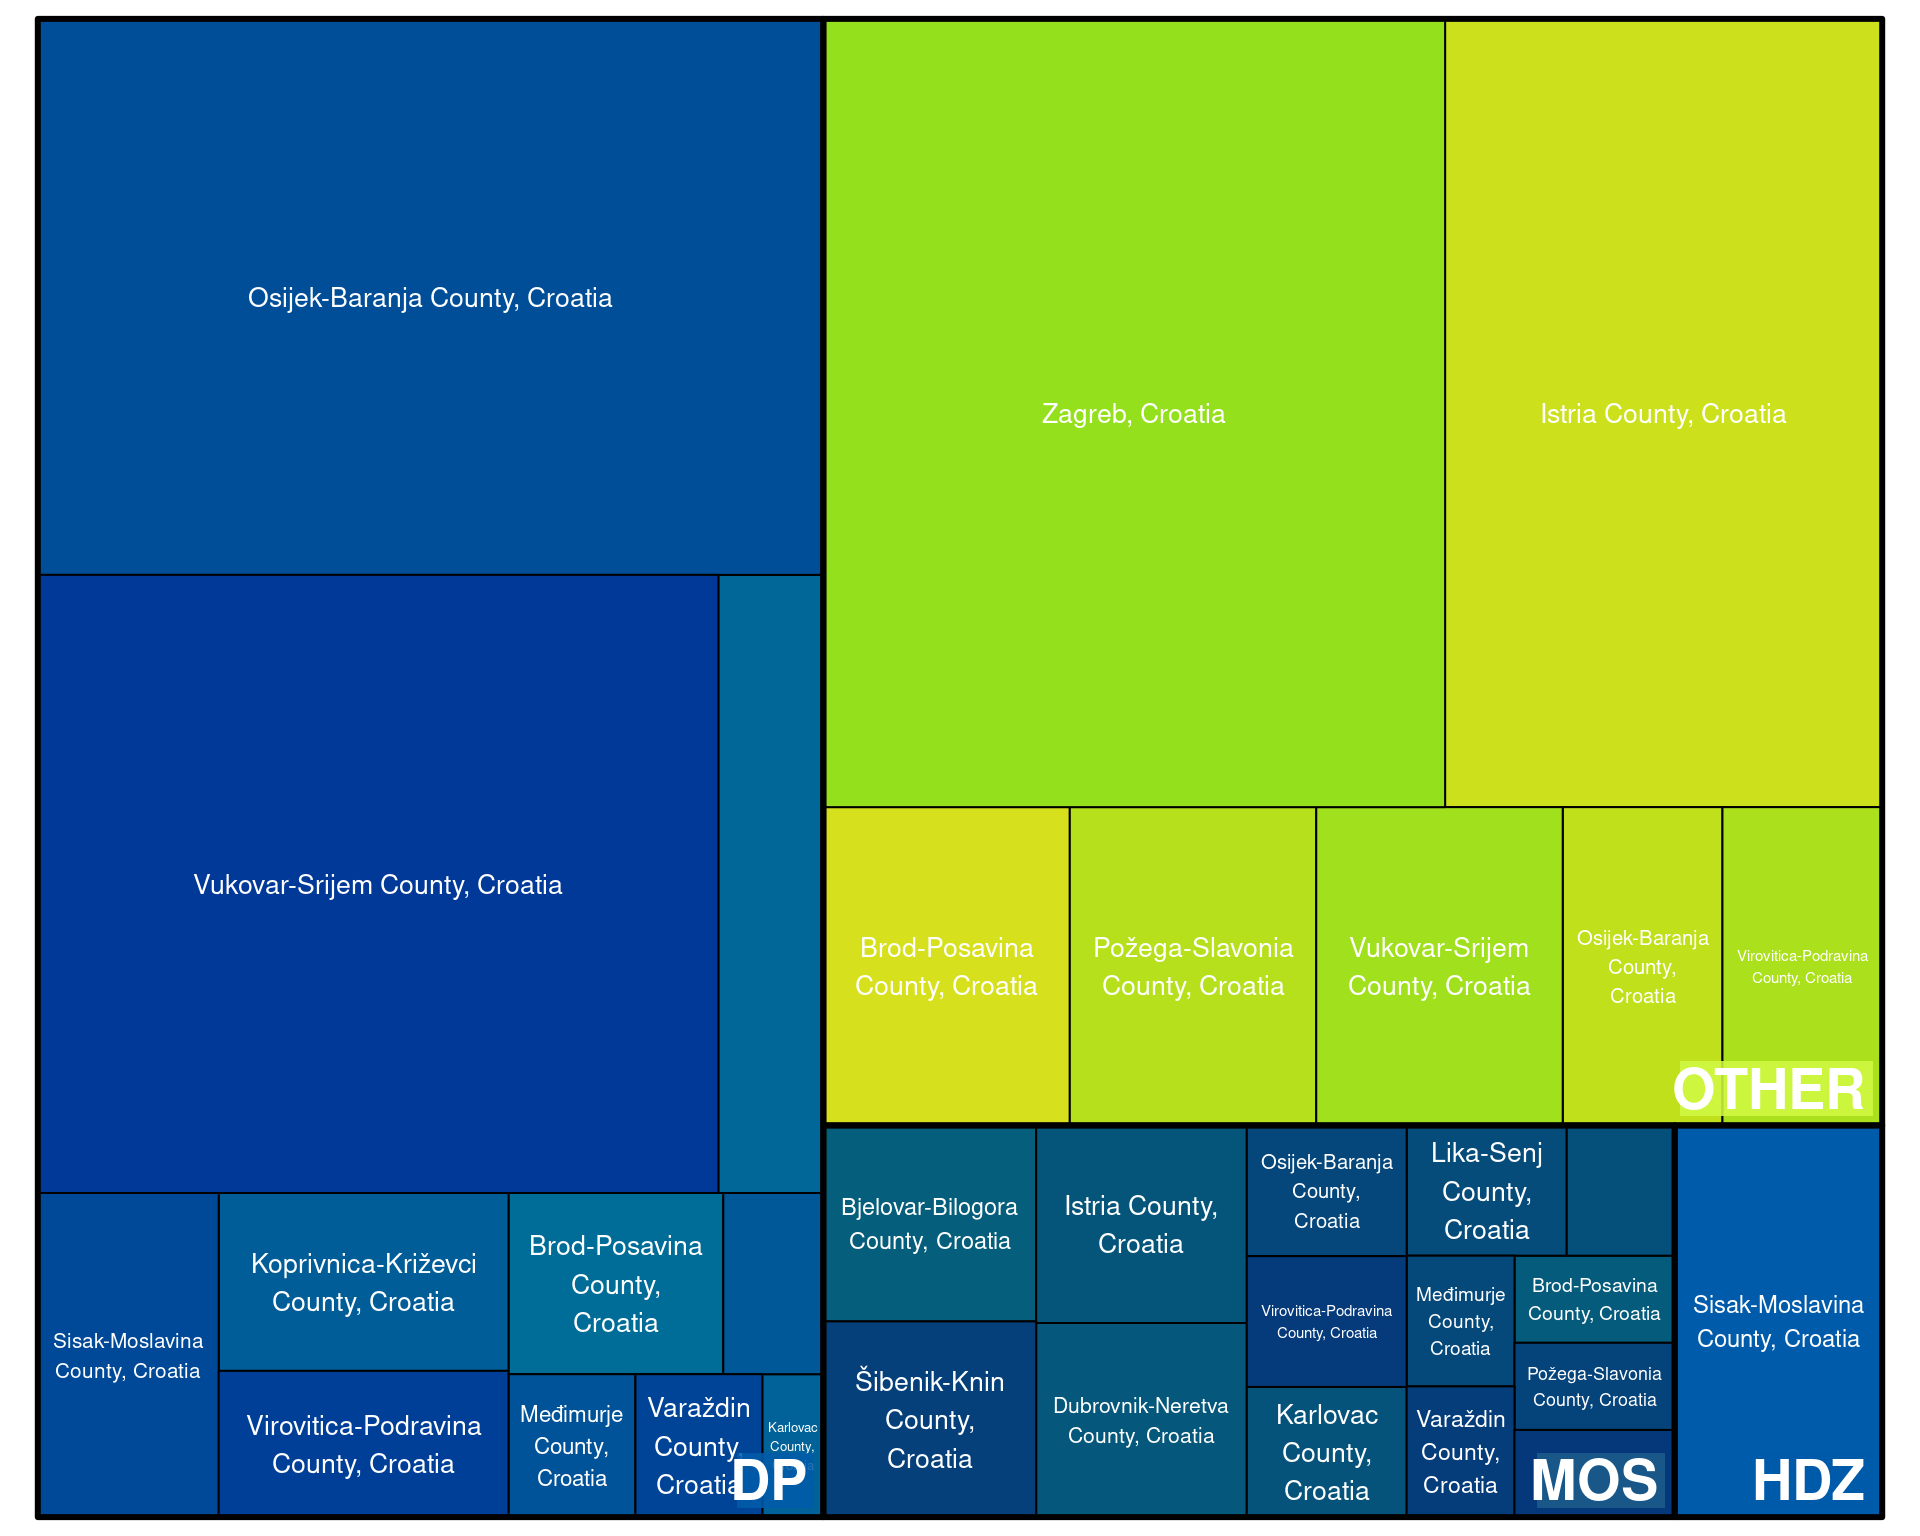 Osijek-Baranja County, Croatia
Vukovar-Srijem County, Croatia
Sisak-Moslavina
County, Croatia
Koprivnica-Križevci
County, Croatia
Virovitica-Podravina
County, Croatia
Brod-Posavina
County,
Croatia
Međimurje
County,
Croatia
Varaždin
County,
Croatia
Karlovac
County,
DP
Zagreb, Croatia
Istria County, Croatia
Brod-Posavina
County, Croatia
Požega-Slavonia
County, Croatia
Vukovar-Srijem
County, Croatia
Osijek-Baranja
County,
Croatia
Virovitica-Podravina
County, Croatia
OTHER
Bjelovar-Bilogora
County, Croatia
Šibenik-Knin
County,
Croatia
Istria County,
Croatia
Dubrovnik-Neretva
County, Croatia
Osijek-Baranja
County,
Croatia
Virovitica-Podravina
County, Croatia
Karlovac
County,
Croatia
Lika-Senj
County,
Croatia
Međimurje
County,
Croatia
Varaždin
County,
Croatia
Brod-Posavina
County, Croatia
Požega-Slavonia
County, Croatia
MOS
Sisak-Moslavina
County, Croatia
HDZ